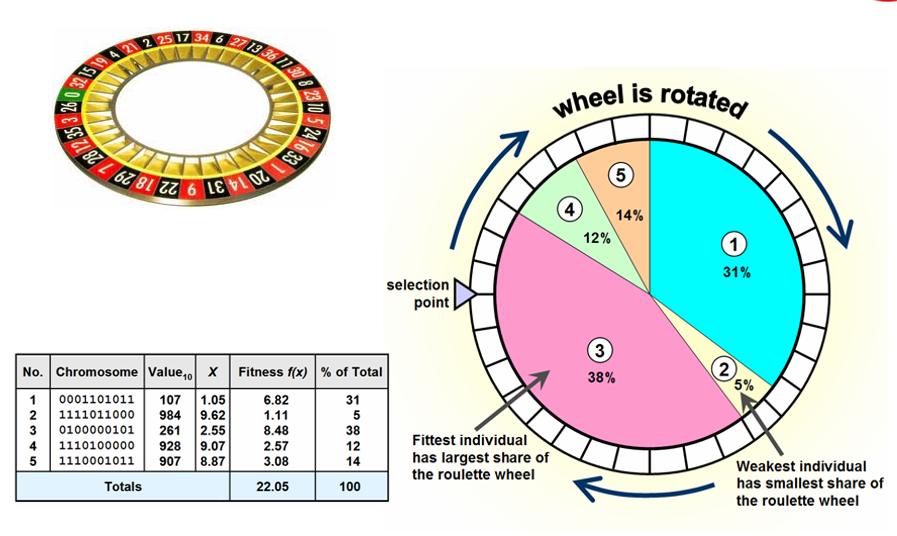 26 0 32 15 19 4 21 2 25 17 34 6 27 13 36 11 30 8 23 10 5 24 16 33 1 20 14 31 9 22 18 29 7 28 12 35 3
wheel is rotated
5
14%
4
12%
1
31%
selection
point
3
38%
2
5%
Fittest individual
has largest share of
the roulette wheel
Weakest individual
has smallest share of
the roulette wheel
No. Chromosome Value10 X Fitness f(x) % of Total
1 0001101011 107 1.05 6.82 31
2 1111011000 984 9.62 1.11 5
3 0100000101 261 2.55 8.48 38
4 1110100000 928 9.07 2.57 12
5 1110001011 907 8.87 3.08 14
Totals 22.05 100